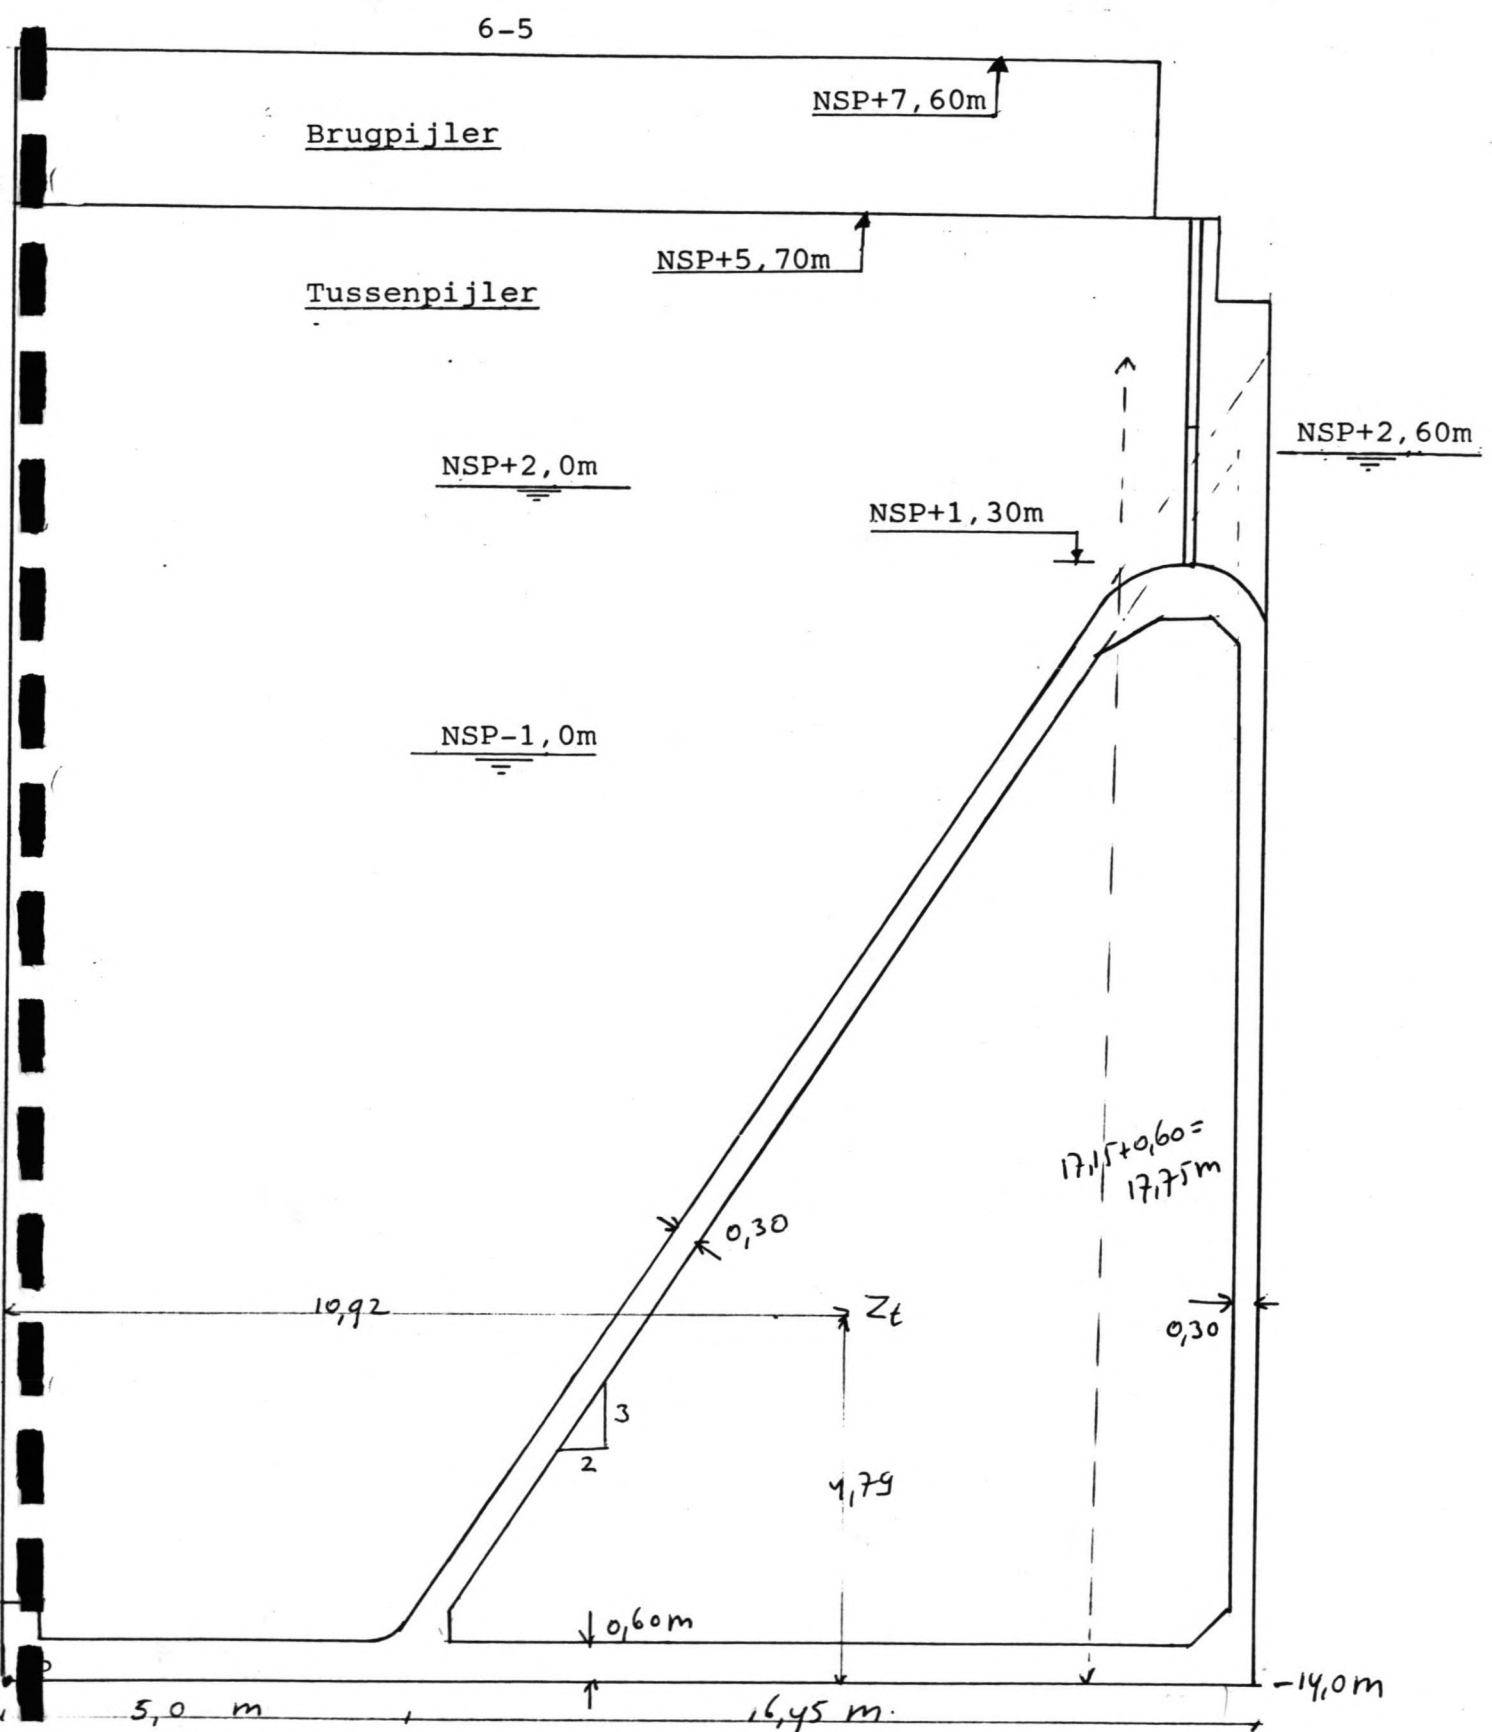 6-5
NSP+7,60m
Brugpijler
NSP+5,70m
Tussenpijler
NSP+2,60m
NSP+2,0m
NSP+1,30m
NSP-1,0m
17,15+0,60=
17,75m
0,30
10,92
Zt
0,30
3
2
4,79
0,60m
-14,0m
5,0 m
16,45 m.